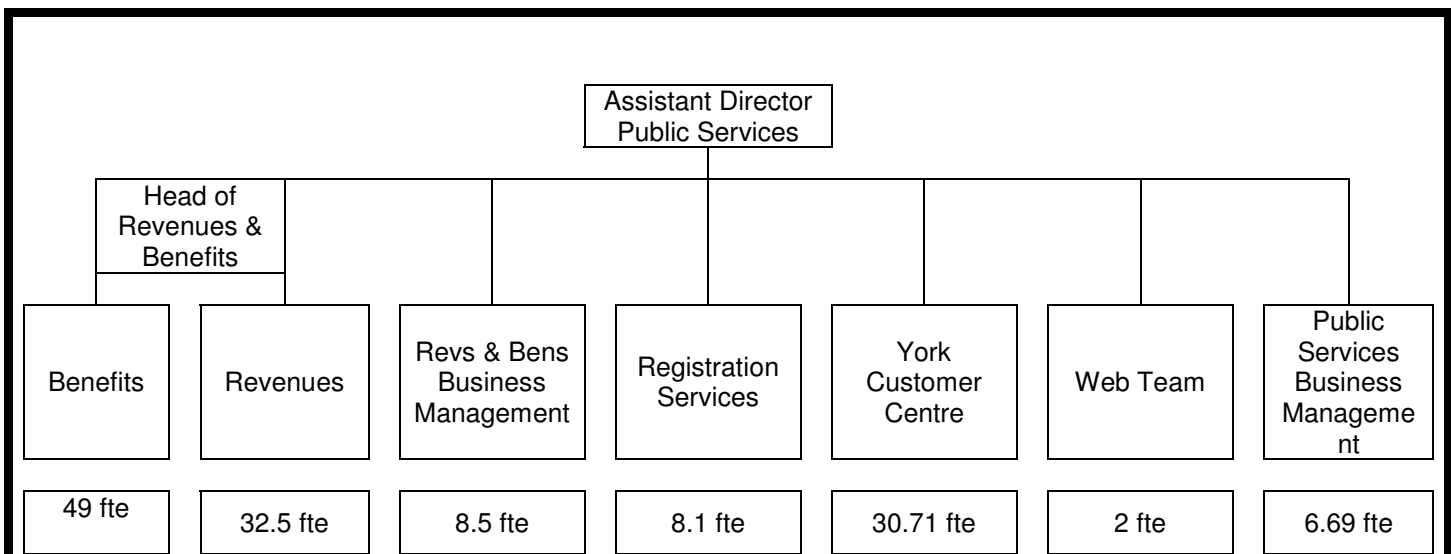 Assistant Director
Public Services
Head of
Revenues &
Benefits
Benefits
Revenues
Revs & Bens
Business
Management
Registration
Services
York
Customer
Centre
Web Team
Public
Services
Business
Manageme
nt
49 fte
32.5 fte
8.5 fte
8.1 fte
30.71 fte
2 fte
6.69 fte